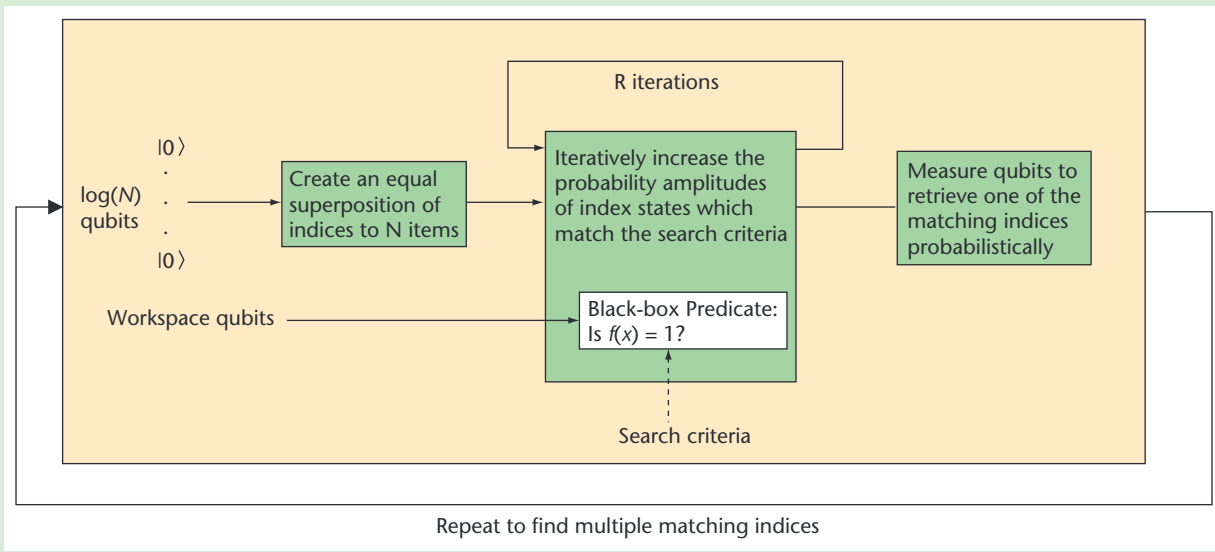 R iterations
|0⟩
.
log(N)
qubits
.
.
|0⟩
Create an equal
superposition of
indices to N items
Iteratively increase the
probability amplitudes
of index states which
match the search criteria
Measure qubits to
retrieve one of the
matching indices
probabilistically
Workspace qubits
Black-box Predicate:
Is f(x) = 1?
Search criteria
Repeat to find multiple matching indices